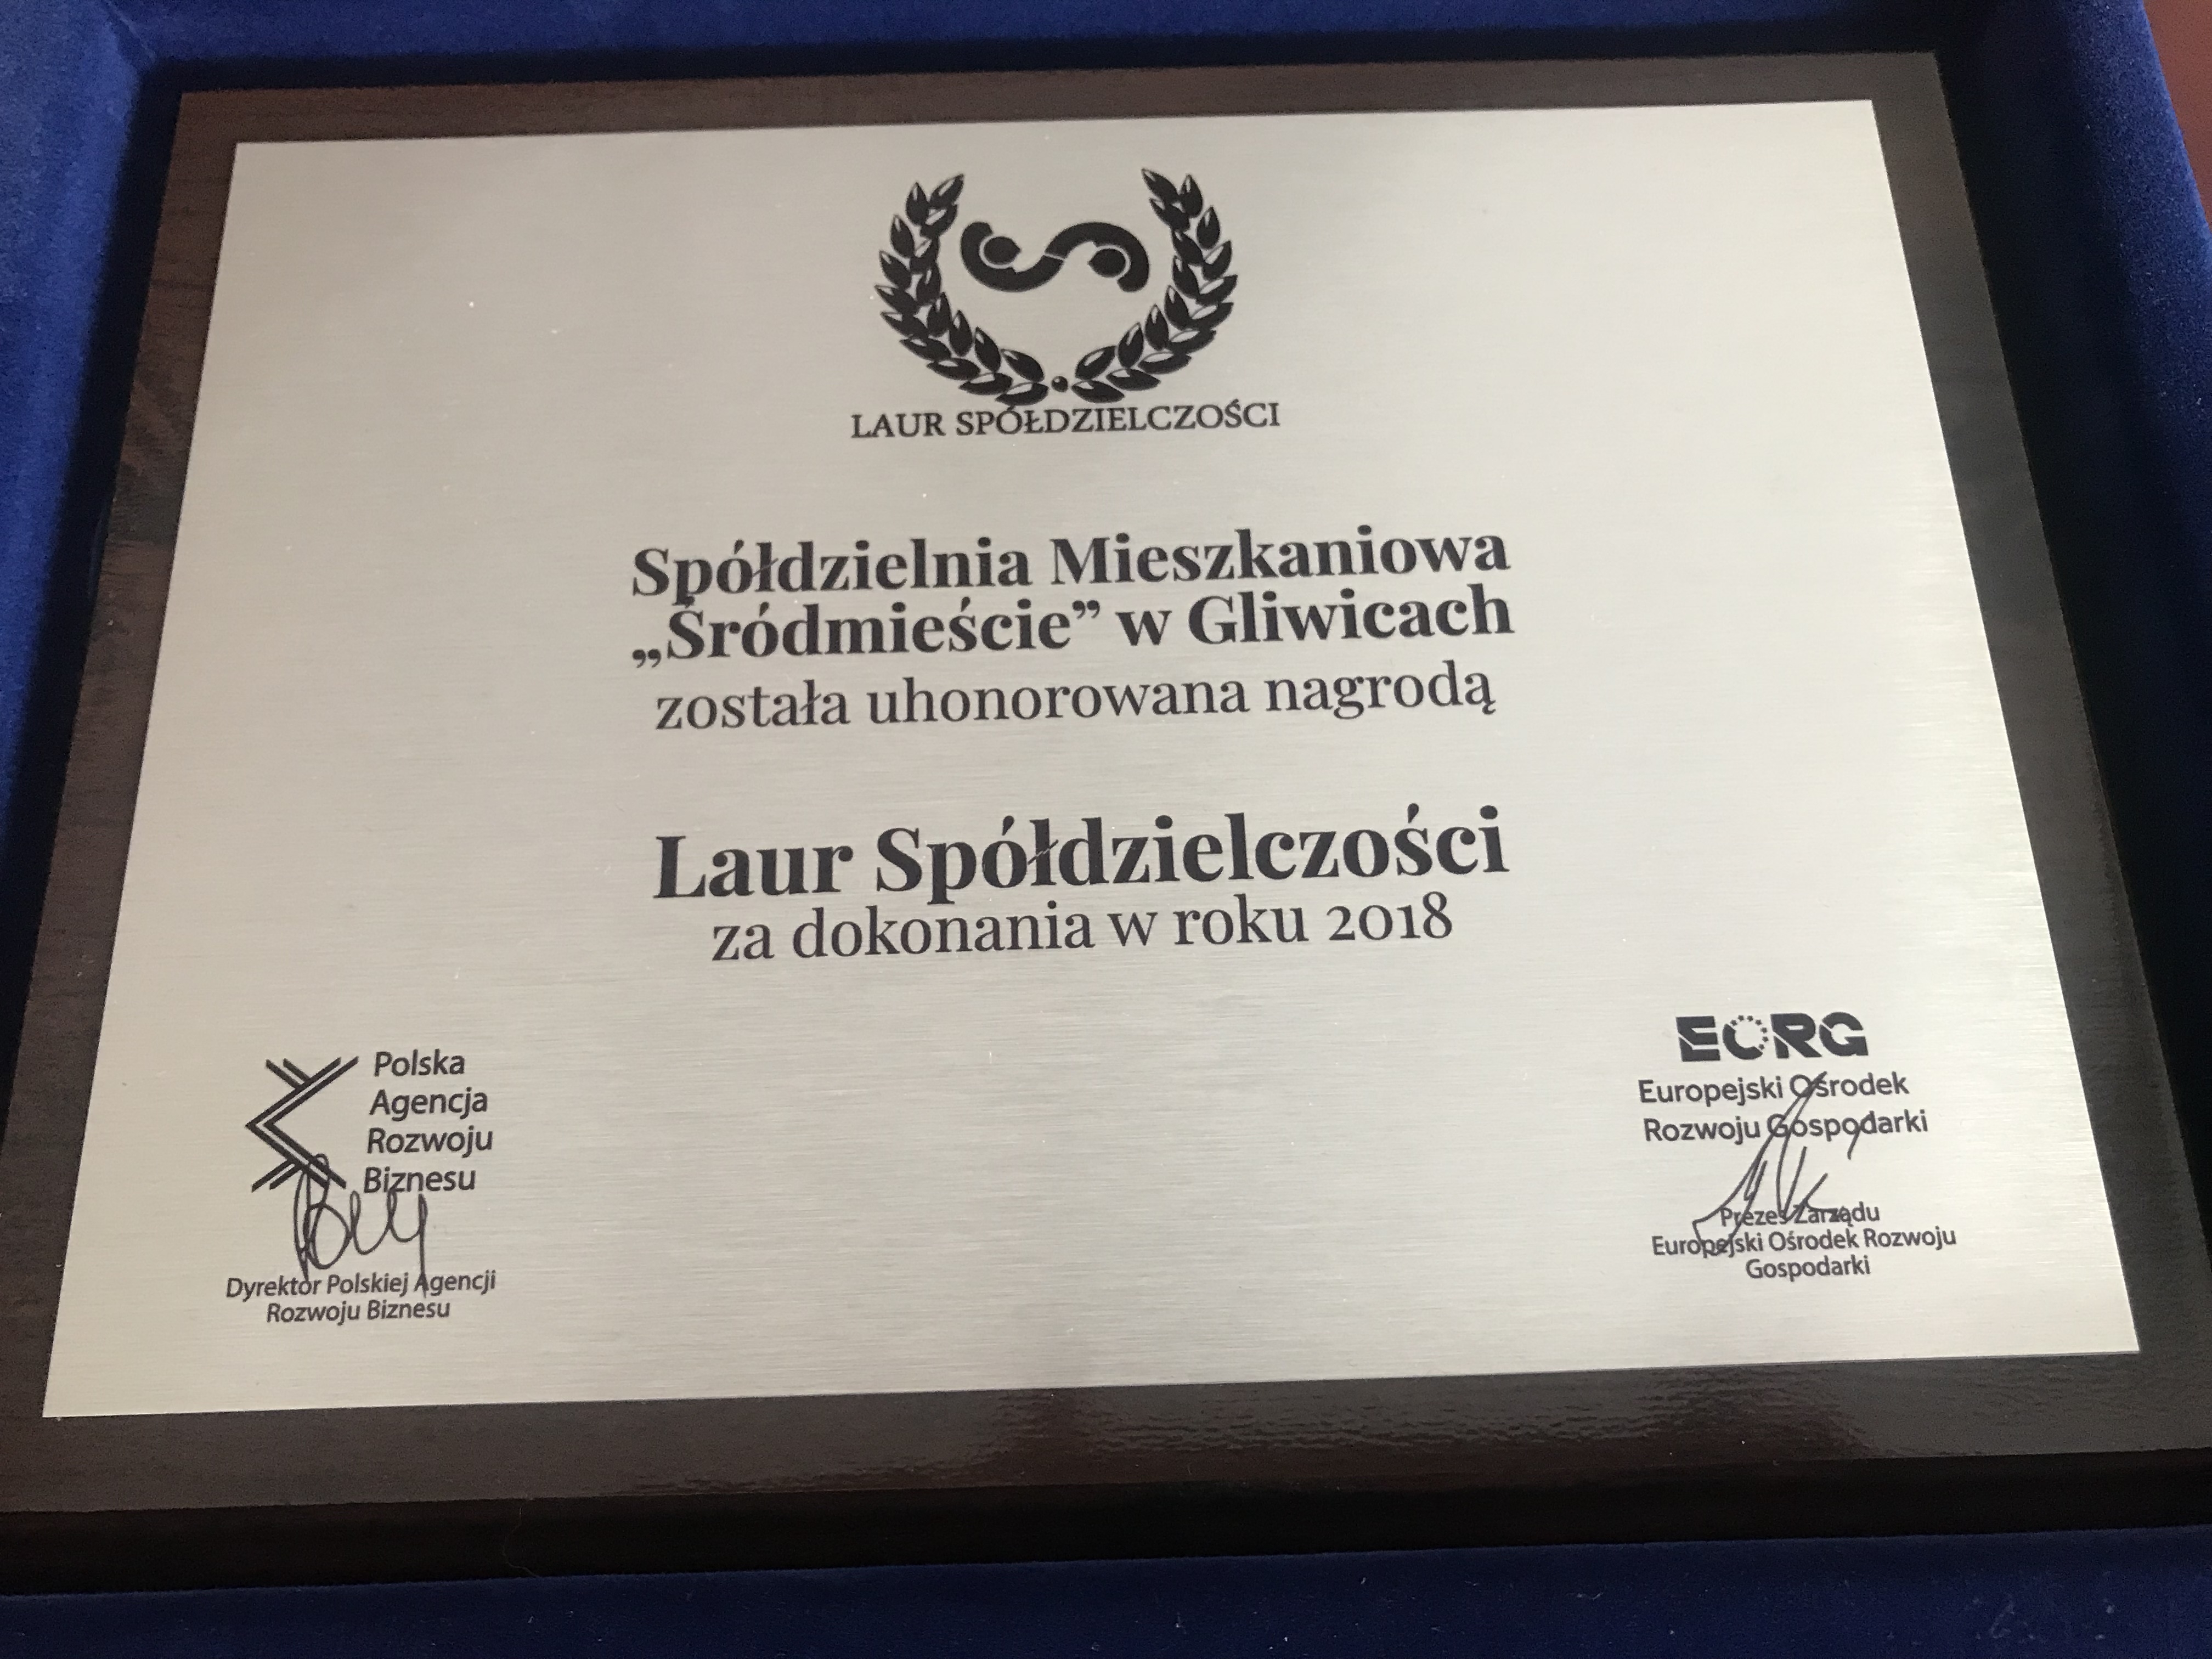 LAUR SPÓŁDZIELCZOŚCI
Spółdzielnia Mieszkaniowa
„Śródmieście” w Gliwicach
została uhonorowana nagrodą
Laur Spółdzielczości
za dokonania w roku 2018
Polska
Agencja
Rozwoju
Biznesu
Dyrektor Polskiej Agencji
Rozwoju Biznesu
EORG
Europejski Ośrodek
Rozwoju Gospodarki
Prezes Zarządu
Europejski Ośrodek Rozwoju
Gospodarki